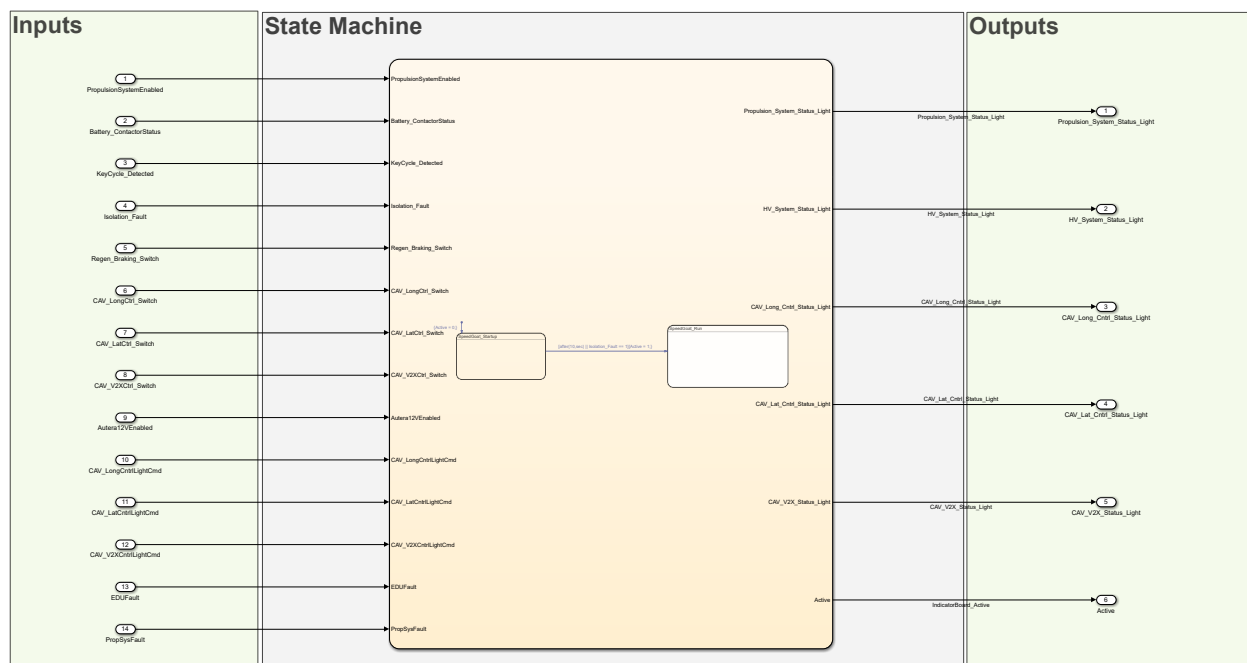 Inputs
State Machine
Outputs
1
PropulsionSystemEnabled
2
Battery_ContactorStatus
3
KeyCycle_Detected
4
Isolation_Fault
5
Regen_Braking_Switch
6
CAV_LongCtrl_Switch
7
CAV_LatCtrl_Switch
8
CAV_V2XCtrl_Switch
9
Autera12VEnabled
10
CAV_LongCntrlLightCmd
11
CAV_LatCntrlLightCmd
12
CAV_V2XCntrlLightCmd
13
EDUFault
14
PropSysFault
PropulsionSystemEnabled
Battery_ContactorStatus
KeyCycle_Detected
Isolation_Fault
Regen_Braking_Switch
CAV_LongCtrl_Switch
CAV_LatCtrl_Switch
CAV_V2XCtrl_Switch
Autera12VEnabled
CAV_LongCntrlLightCmd
CAV_LatCntrlLightCmd
CAV_V2XCntrlLightCmd
EDUFault
PropSysFault
SpeedGoat_Startup
SpeedGoat_Run
Propulsion_System_Status_Light
HV_System_Status_Light
CAV_Long_Cntrl_Status_Light
CAV_Lat_Cntrl_Status_Light
CAV_V2X_Status_Light
Active
Propulsion_System_Status_Light
HV_System_Status_Light
CAV_Long_Cntrl_Status_Light
CAV_Lat_Cntrl_Status_Light
CAV_V2X_Status_Light
IndicatorBoard_Active
1
Propulsion_System_Status_Light
2
HV_System_Status_Light
3
CAV_Long_Cntrl_Status_Light
4
CAV_Lat_Cntrl_Status_Light
5
CAV_V2X_Status_Light
6
Active